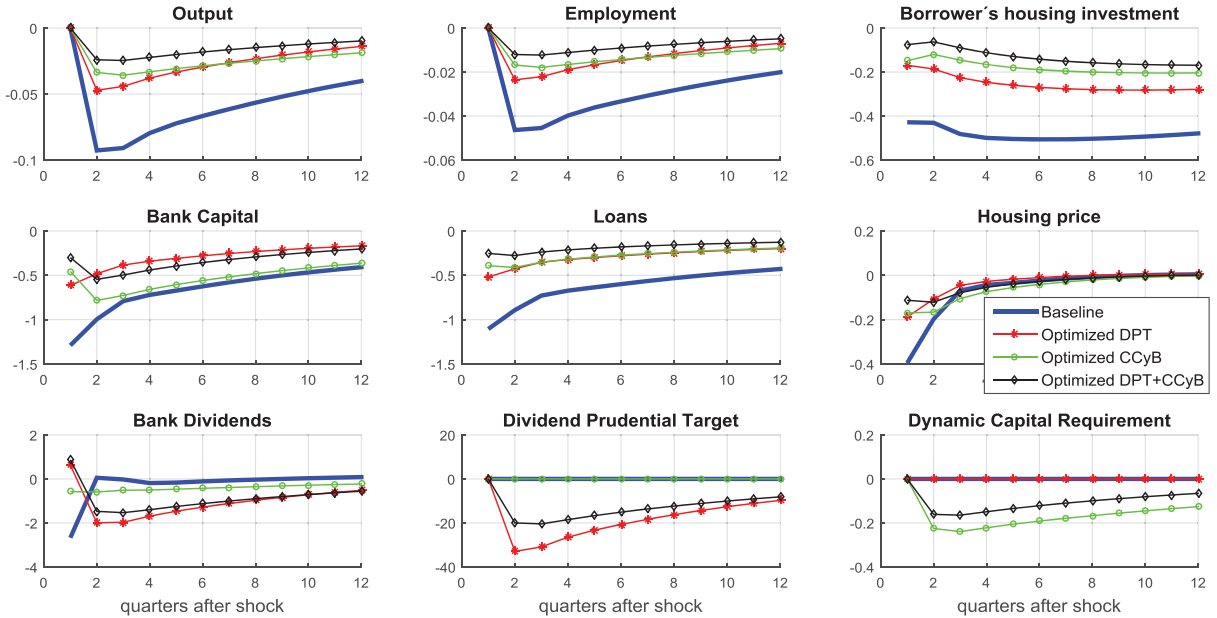 Output
Employment
Borrower´s housing investment
0
-0.05
-0.1
0 2 4 6 8 10 12
0
-0.02
-0.04
-0.06
0 2 4 6 8 10 12
0
-0.2
-0.4
-0.6
0 2 4 6 8 10 12
Bank Capital
Loans
Housing price
0
-0.5
-1
-1.5
0 2 4 6 8 10 12
0
-0.5
-1
-1.5
0 2 4 6 8 10 12
0.2
0
-0.2
-0.4
0 2
Baseline
Optimized DPT
Optimized CCyB
Optimized DPT+CCyB
Bank Dividends
Dividend Prudential Target
Dynamic Capital Requirement
2
0
-2
-4
0 2 4 6 8 10 12
quarters after shock
20
0
-20
-40
0 2 4 6 8 10 12
quarters after shock
0.2
0
-0.2
-0.4
0 2 4 6 8 10 12
quarters after shock